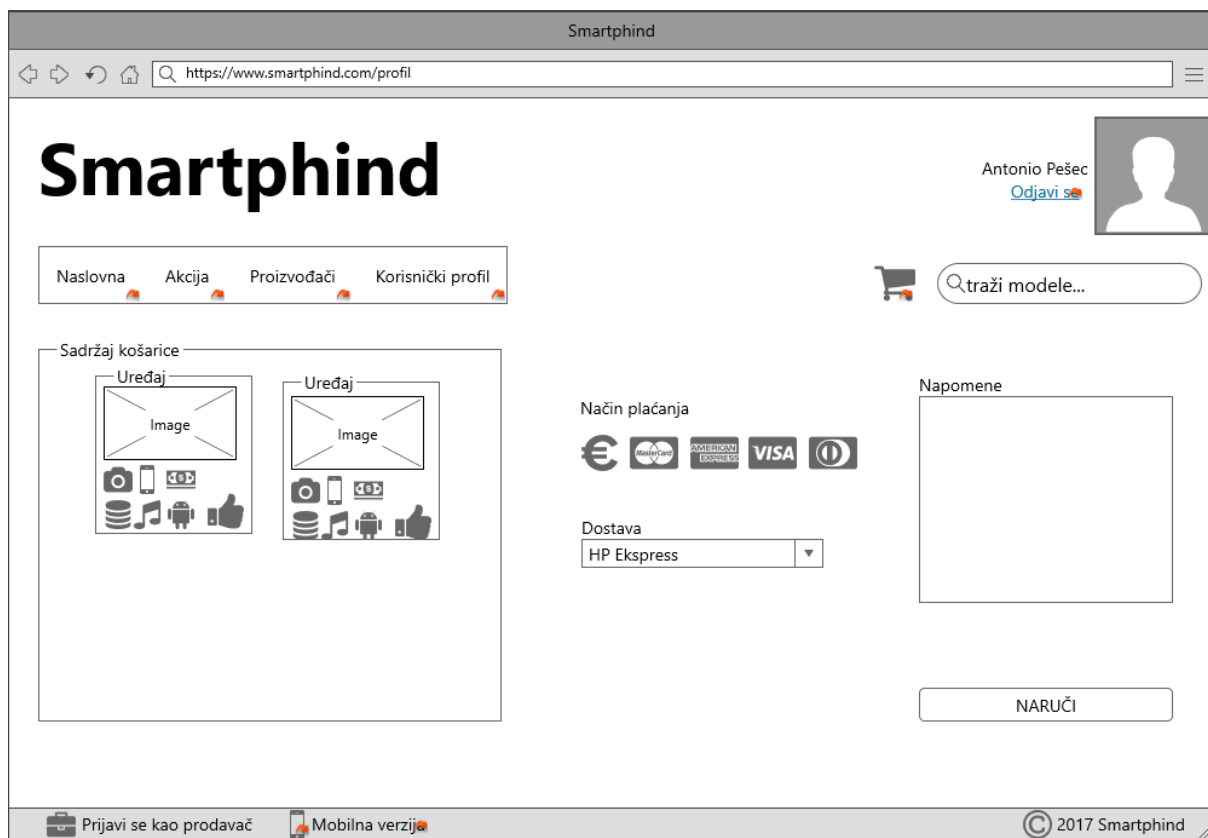 Smartphind
https://www.smartphind.com/profil
Smartphind
Antonio Pešec
Odjavi se
Naslovna Akcija Proizvođači Korisnički profil
traži modele...
Sadržaj košarice
Uređaj
Image
Uređaj
Image
Način plaćanja
MasterCard
AMERICAN
EXPRESS
VISA
Dostava
HP Ekspress
Napomene
NARUČI
Prijavi se kao prodavač
Mobilna verzija
© 2017 Smartphind